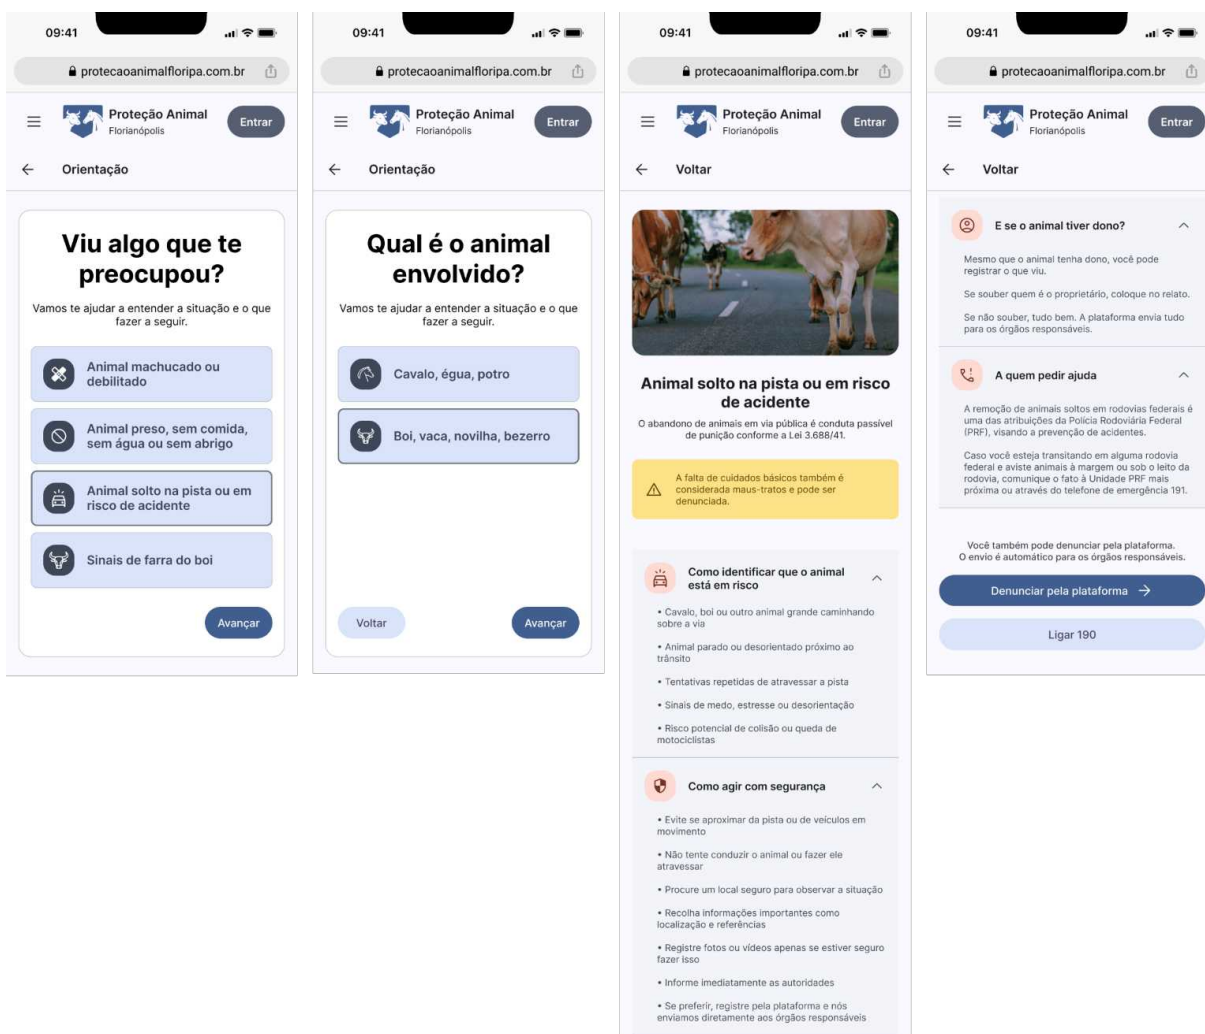 09:41
protecaoanimalfloripa.com.br
Proteção Animal
Florianópolis
Entrar
Orientação
Viu algo que te
preocupou?
Vamos te ajudar a entender a situação e o que
fazer a seguir.
Animal machucado ou
debilitado
Animal preso, sem comida,
sem água ou sem abrigo
Animal solto na pista ou em
risco de acidente
Sinais de farra do boi
Avançar
09:41
protecaoanimalfloripa.com.br
Proteção Animal
Florianópolis
Entrar
Orientação
Qual é o animal
envolvido?
Vamos te ajudar a entender a situação e o que
fazer a seguir.
Cavalo, égua, potro
Boi, vaca, novilha, bezerro
Voltar
Avançar
09:41
protecaoanimalfloripa.com.br
Proteção Animal
Florianópolis
Entrar
Voltar
Animal solto na pista ou em risco
de acidente
O abandono de animais em via pública é conduta passível
de punição conforme a Lei 3.688/41.
A falta de cuidados básicos também é
considerada maus-tratos e pode ser
denunciada.
Como identificar que o animal
está em risco
• Cavalo, boi ou outro animal grande caminhando
sobre a via
• Animal parado ou desorientado próximo ao
trânsito
• Tentativas repetidas de atravessar a pista
• Sinais de medo, estresse ou desorientação
• Risco potencial de colisão ou queda de
motociclistas
Como agir com segurança
• Evite se aproximar da pista ou de veículos em
movimento
• Não tente conduzir o animal ou fazer ele
atravessar
• Procure um local seguro para observar a situação
• Recolha informações importantes como
localização e referências
• Registre fotos ou vídeos apenas se estiver seguro
fazer isso
• Informe imediatamente as autoridades
• Se preferir, registre pela plataforma e nós
enviamos diretamente aos órgãos responsáveis
09:41
protecaoanimalfloripa.com.br
Proteção Animal
Florianópolis
Entrar
Voltar
E se o animal tiver dono?
Mesmo que o animal tenha dono, você pode
registrar o que viu.
Se souber quem é o proprietário, coloque no relato.
Se não souber, tudo bem. A plataforma envia tudo
para os órgãos responsáveis.
A quem pedir ajuda
A remoção de animais soltos em rodovias federais é
uma das atribuições da Polícia Rodoviária Federal
(PRF), visando a prevenção de acidentes.
Caso você esteja transitando em alguma rodovia
federal e aviste animais à margem ou sob o leito da
rodovia, comunique o fato à Unidade PRF mais
próxima ou através do telefone de emergência 191.
Você também pode denunciar pela plataforma.
O envio é automático para os órgãos responsáveis.
Denunciar pela plataforma
Ligar 190